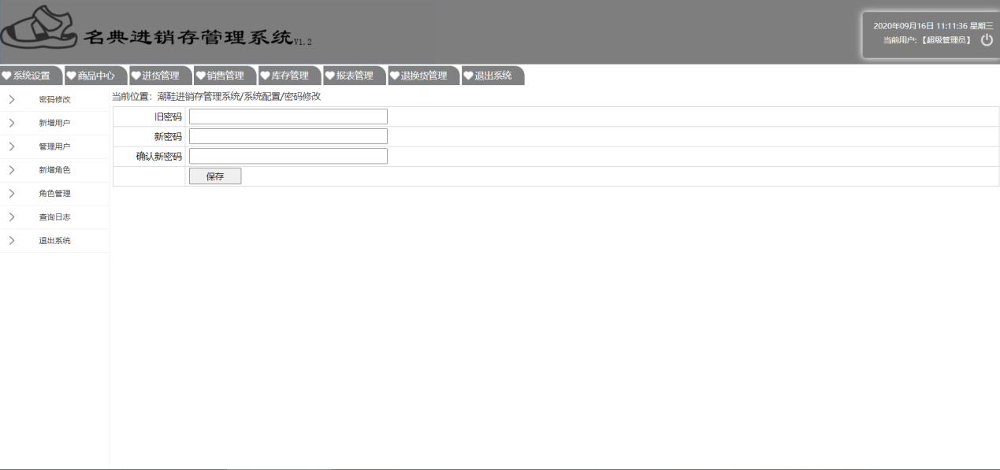 名典进销存管理系统V1.2
2020年09月16日 11:11:36 星期三
当前用户:【超级管理员】
系统设置 商品中心 进货管理 销售管理 库存管理 报表管理 退换货管理 退出系统
密码修改
新增用户
管理用户
新增角色
角色管理
查询日志
退出系统
当前位置：潮鞋进销存管理系统/系统配置/密码修改
旧密码
新密码
确认新密码
保存